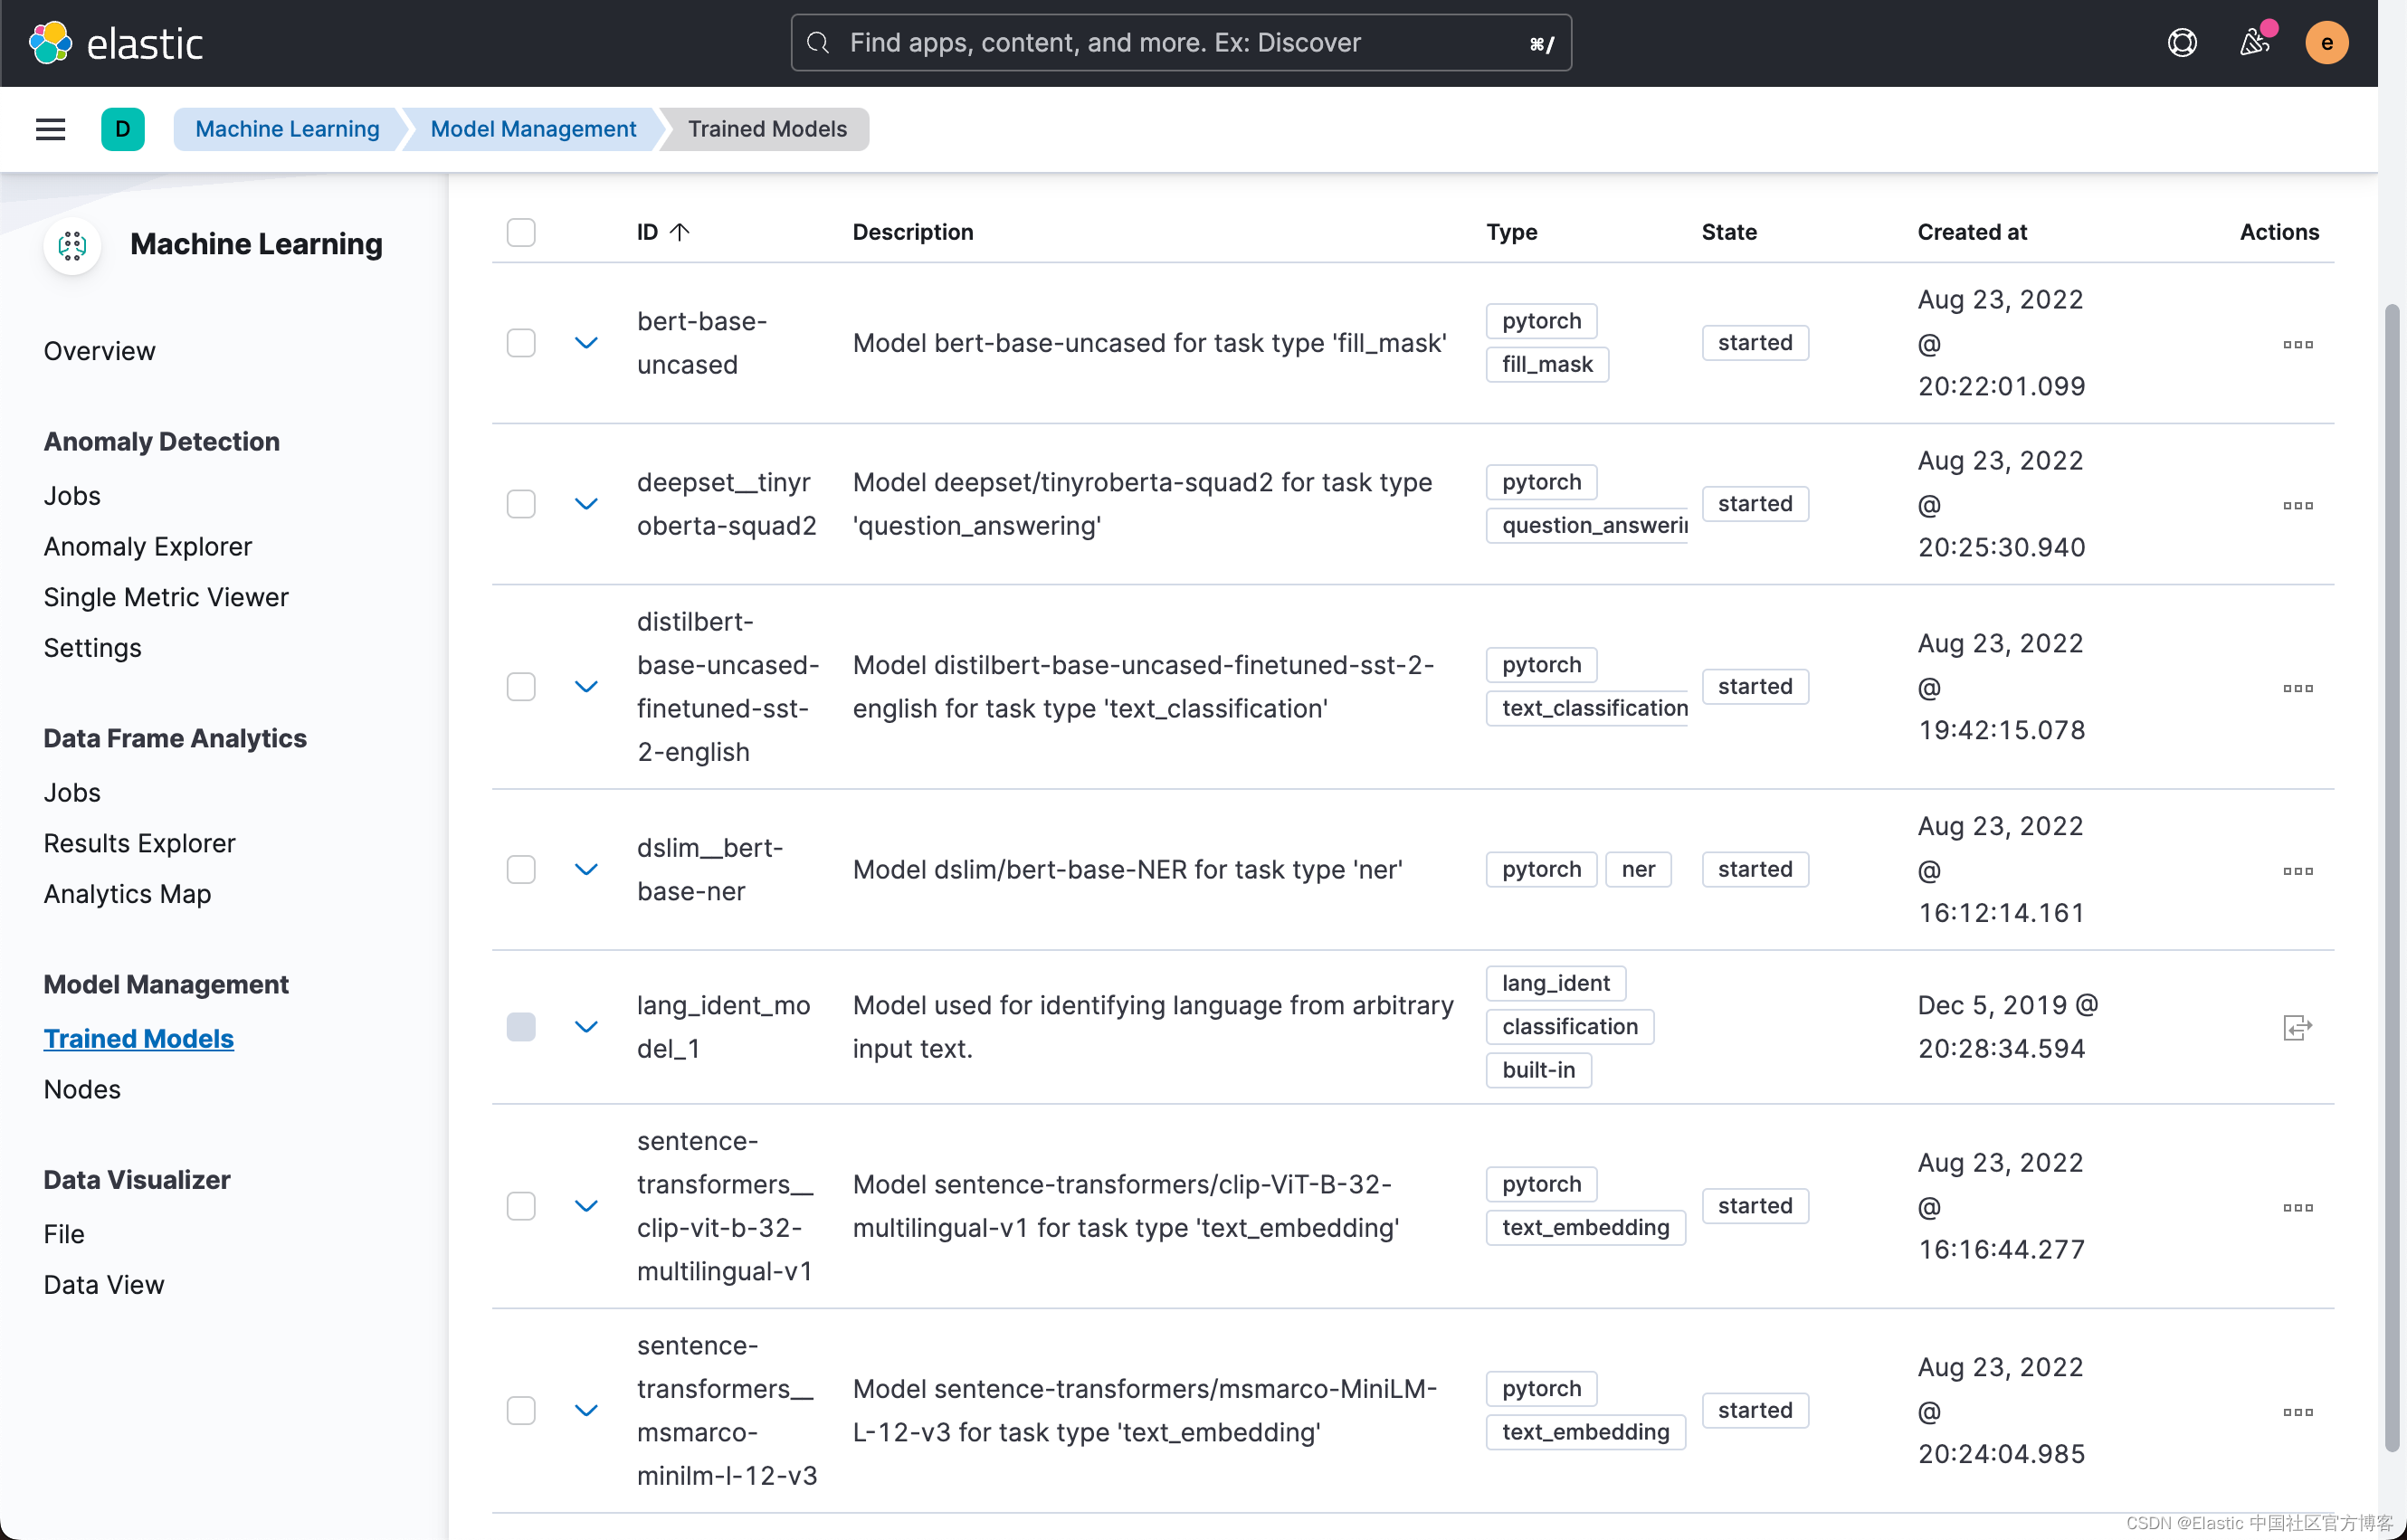 elastic
Find apps, content, and more. Ex: Discover
⌘/
e
D
Machine Learning
Model Management
Trained Models
Machine Learning
Overview
Anomaly Detection
Jobs
Anomaly Explorer
Single Metric Viewer
Settings
Data Frame Analytics
Jobs
Results Explorer
Analytics Map
Model Management
Trained Models
Nodes
Data Visualizer
File
Data View
ID
Description
Type
State
Created at
Actions
bert-base-
uncased
Model bert-base-uncased for task type 'fill_mask'
pytorch
fill_mask
started
Aug 23, 2022
@
20:22:01.099
deepset__tinyr
oberta-squad2
Model deepset/tinyroberta-squad2 for task type
'question_answering'
pytorch
question_answerin
started
Aug 23, 2022
@
20:25:30.940
distilbert-
base-uncased-
finetuned-sst-
2-english
Model distilbert-base-uncased-finetuned-sst-2-
english for task type 'text_classification'
pytorch
text_classification
started
Aug 23, 2022
@
19:42:15.078
dslim__bert-
base-ner
Model dslim/bert-base-NER for task type 'ner'
pytorch
ner
started
Aug 23, 2022
@
16:12:14.161
lang_ident_mo
del_1
Model used for identifying language from arbitrary
input text.
lang_ident
classification
built-in
Dec 5, 2019 @
20:28:34.594
sentence-
transformers__
clip-vit-b-32-
multilingual-v1
Model sentence-transformers/clip-ViT-B-32-
multilingual-v1 for task type 'text_embedding'
pytorch
text_embedding
started
Aug 23, 2022
@
16:16:44.277
sentence-
transformers__
msmarco-
minilm-l-12-v3
Model sentence-transformers/msmarco-MiniLM-
L-12-v3 for task type 'text_embedding'
pytorch
text_embedding
started
Aug 23, 2022
@
20:24:04.985
CSDN @Elastic 中国社区官方博客